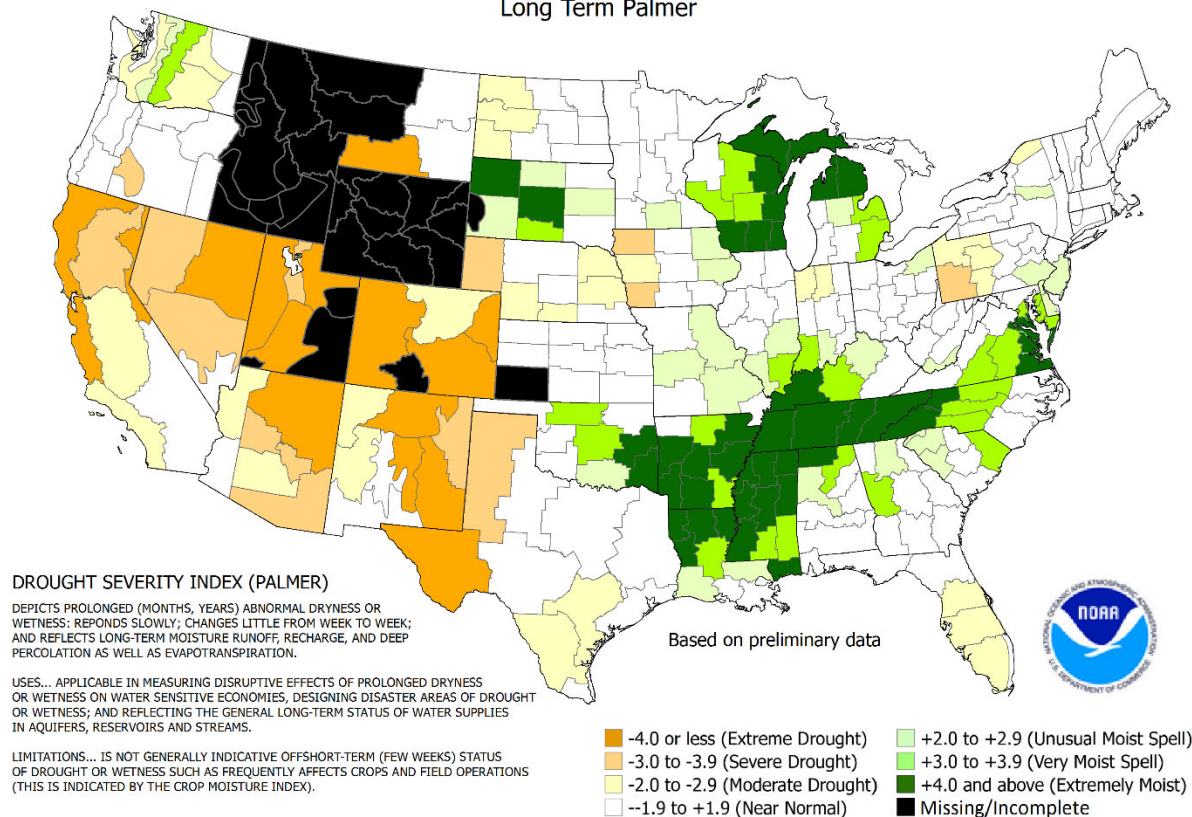 Long Term Palmer
DROUGHT SEVERITY INDEX (PALMER)
DEPICTS PROLONGED (MONTHS, YEARS) ABNORMAL DRYNESS OR
WETNESS: REPONDS SLOWLY; CHANGES LITTLE FROM WEEK TO WEEK;
AND REFLECTS LONG-TERM MOISTURE RUNOFF, RECHARGE, AND DEEP
PERCOLATION AS WELL AS EVAPOTRANSPIRATION.
USES... APPLICABLE IN MEASURING DISRUPTIVE EFFECTS OF PROLONGED DRYNESS
OR WETNESS ON WATER SENSITIVE ECONOMIES, DESIGNING DISASTER AREAS OF DROUGHT
OR WETNESS; AND REFLECTING THE GENERAL LONG-TERM STATUS OF WATER SUPPLIES
IN AQUIFERS, RESERVOIRS AND STREAMS.
LIMITATIONS... IS NOT GENERALLY INDICATIVE OFFSHORT-TERM (FEW WEEKS) STATUS
OF DROUGHT OR WETNESS SUCH AS FREQUENTLY AFFECTS CROPS AND FIELD OPERATIONS
(THIS IS INDICATED BY THE CROP MOISTURE INDEX).
Based on preliminary data
NATIONAL OCEANIC AND ATMOSPHERIC ADMINISTRATION
NOAA
U.S. DEPARTMENT OF COMMERCE
-4.0 or less (Extreme Drought)
-3.0 to -3.9 (Severe Drought)
-2.0 to -2.9 (Moderate Drought)
--1.9 to +1.9 (Near Normal)
+2.0 to +2.9 (Unusual Moist Spell)
+3.0 to +3.9 (Very Moist Spell)
+4.0 and above (Extremely Moist)
Missing/Incomplete